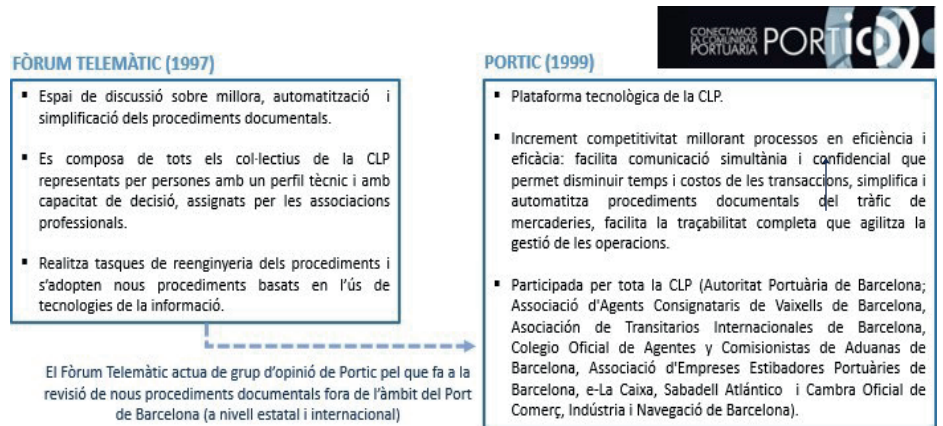 CONECTAMOS
LA COMUNIDAD
PORTUARIA
PORTIC
FÒRUM TELEMÀTIC (1997)
▪ Espai de discussió sobre millora, automatització i
simplificació dels procediments documentals.
▪ Es composa de tots els col·lectius de la CLP
representats per persones amb un perfil tècnic i amb
capacitat de decisió, assignats per les associacions
professionals.
▪ Realitza tasques de reenginyeria dels procediments i
s'adopten nous procediments basats en l'ús de
tecnologies de la informació.
El Fòrum Telemàtic actua de grup d'opinió de Portic pel que fa a la
revisió de nous procediments documentals fora de l'àmbit del Port
de Barcelona (a nivell estatal i internacional)
PORTIC (1999)
▪ Plataforma tecnològica de la CLP.
▪ Increment competitivitat millorant processos en eficiència i
eficàcia: facilita comunicació simultània i confidencial que
permet disminuir temps i costos de les transaccions, simplifica i
automatitza procediments documentals del tràfic de
mercaderies, facilita la traçabilitat completa que agilitza la
gestió de les operacions.
▪ Participada per tota la CLP (Autoritat Portuària de Barcelona;
Associació d'Agents Consignataris de Vaixells de Barcelona,
Asociación de Transitarios Internacionales de Barcelona,
Colegio Oficial de Agentes y Comisionistas de Aduanas de
Barcelona, Associació d'Empreses Estibadores Portuàries de
Barcelona, e-La Caixa, Sabadell Atlántico i Cambra Oficial de
Comerç, Indústria i Navegació de Barcelona).